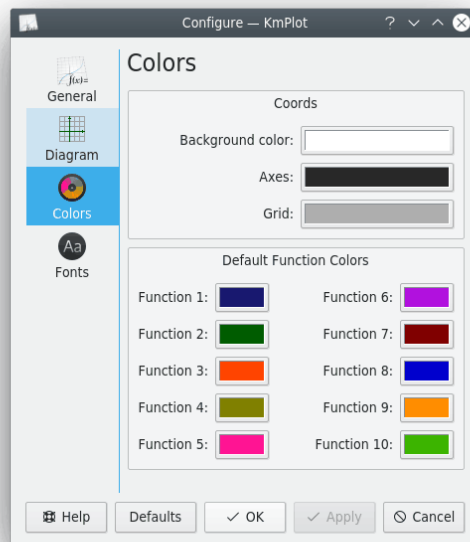 Configure — KmPlot
Colors
f(x)=
General
Diagram
Colors
Aa
Fonts
Coords
Background color:
Axes:
Grid:
Default Function Colors
Function 1:
Function 6:
Function 2:
Function 7:
Function 3:
Function 8:
Function 4:
Function 9:
Function 5:
Function 10:
Help
Defaults
OK
Apply
Cancel